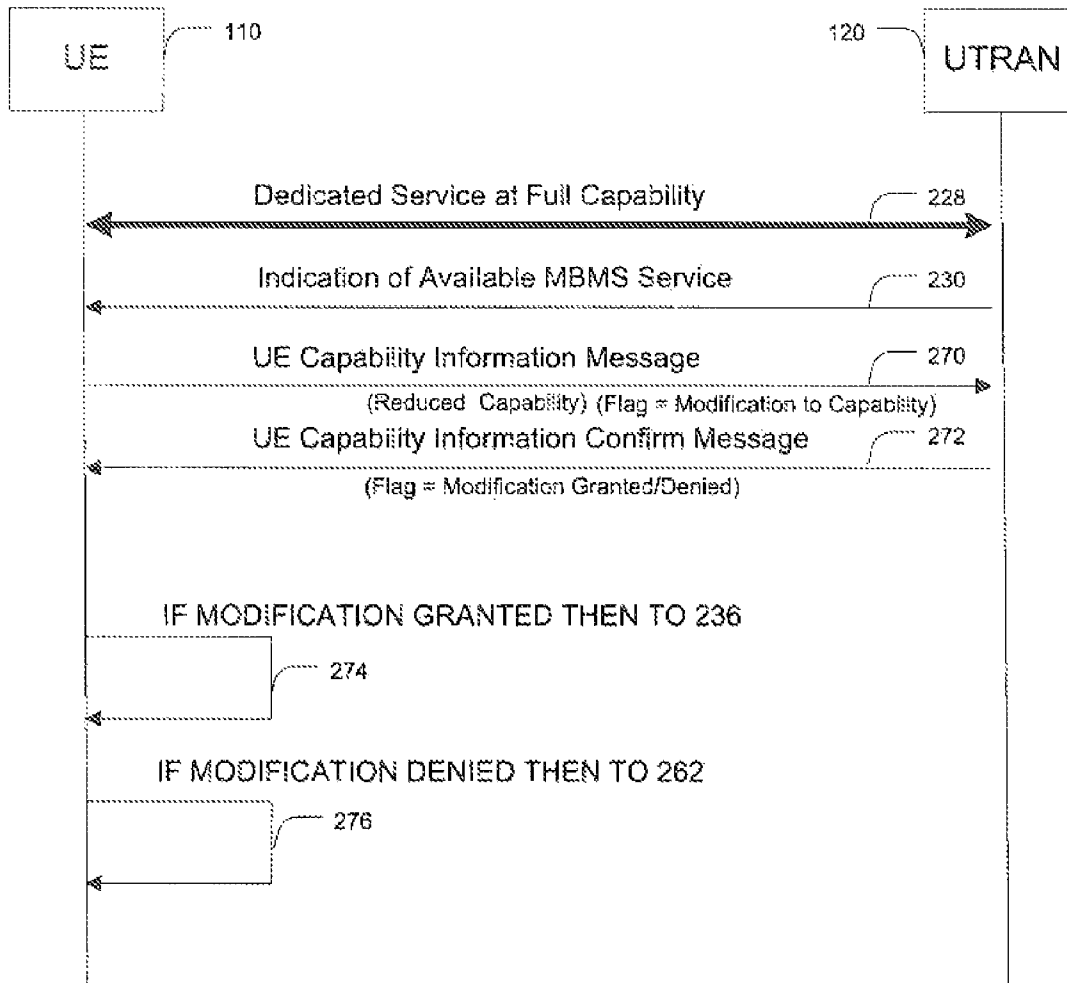 UE
110
120
UTRAN
Dedicated Service at Full Capability
228
Indication of Available MBMS Service
230
UE Capability Information Message
270
(Reduced Capability) (Flag = Modification to Capability)
UE Capability Information Confirm Message
272
(Flag = Modification Granted/Denied)
IF MODIFICATION GRANTED THEN TO 236
274
IF MODIFICATION DENIED THEN TO 262
276